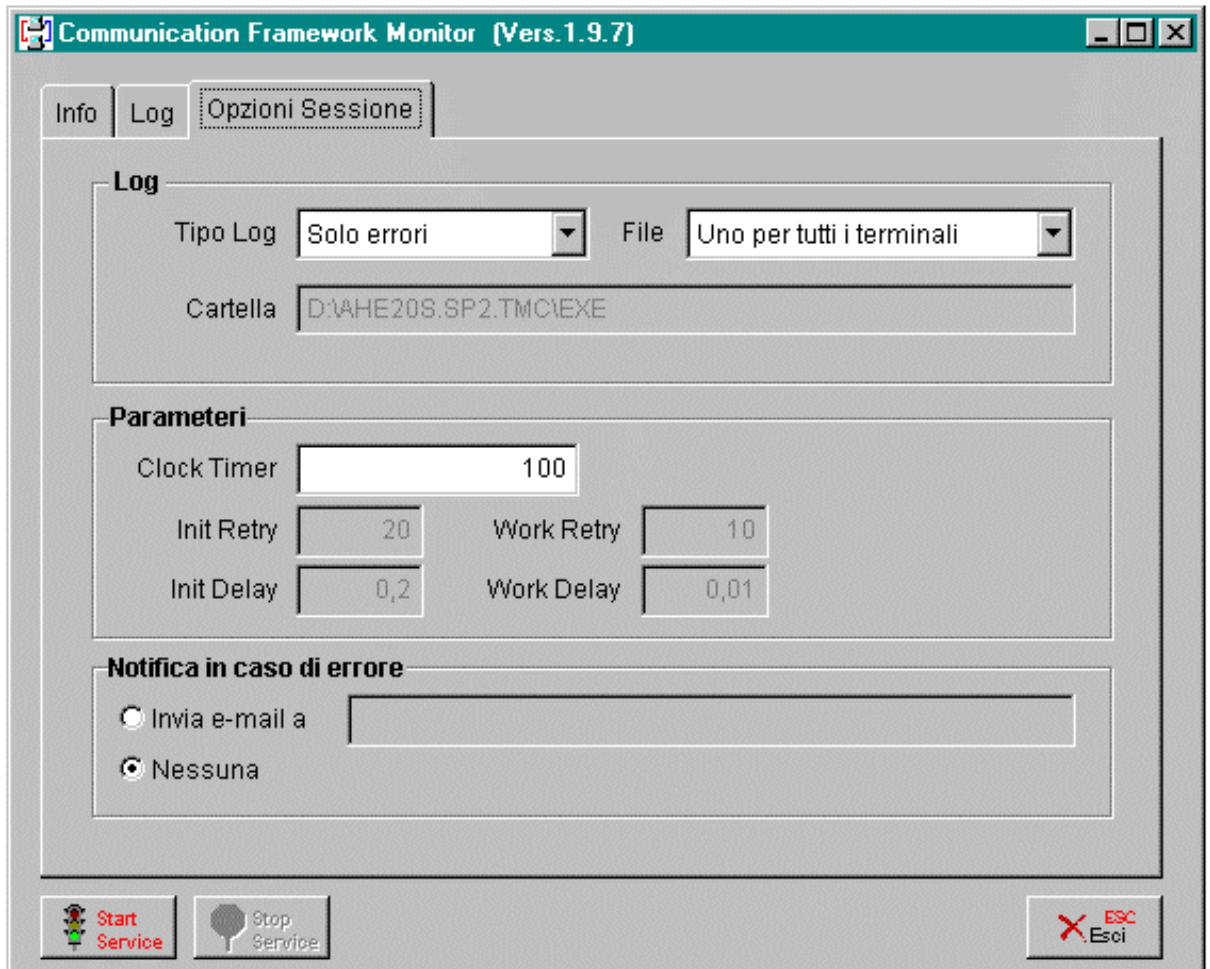 Communication Framework Monitor (Vers.1.9.7)
Info Log Opzioni Sessione
Log
Tipo Log Solo errori File Uno per tutti i terminali
Cartella D:\AHE20S.SP2.TMC\EXE
Parameteri
Clock Timer 100
Init Retry 20 Work Retry 10
Init Delay 0,2 Work Delay 0,01
Notifica in caso di errore
Invia e-mail a
Nessuna
Start Service Stop Service ESC Esci